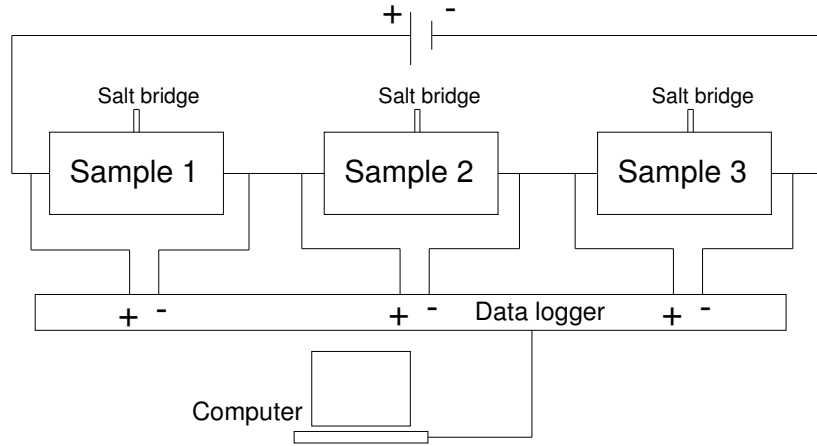 + -
Salt bridge
Salt bridge
Salt bridge
Sample 1
Sample 2
Sample 3
+ -
+ -
Data logger
+ -
Computer